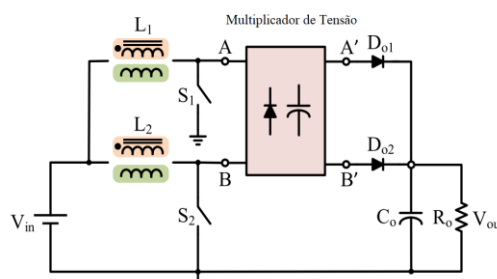 Multiplicador de Tensão
L1
A
A'
Do1
S1
L2
B
B'
Do2
S2
Vin
Co
Ro
Vou